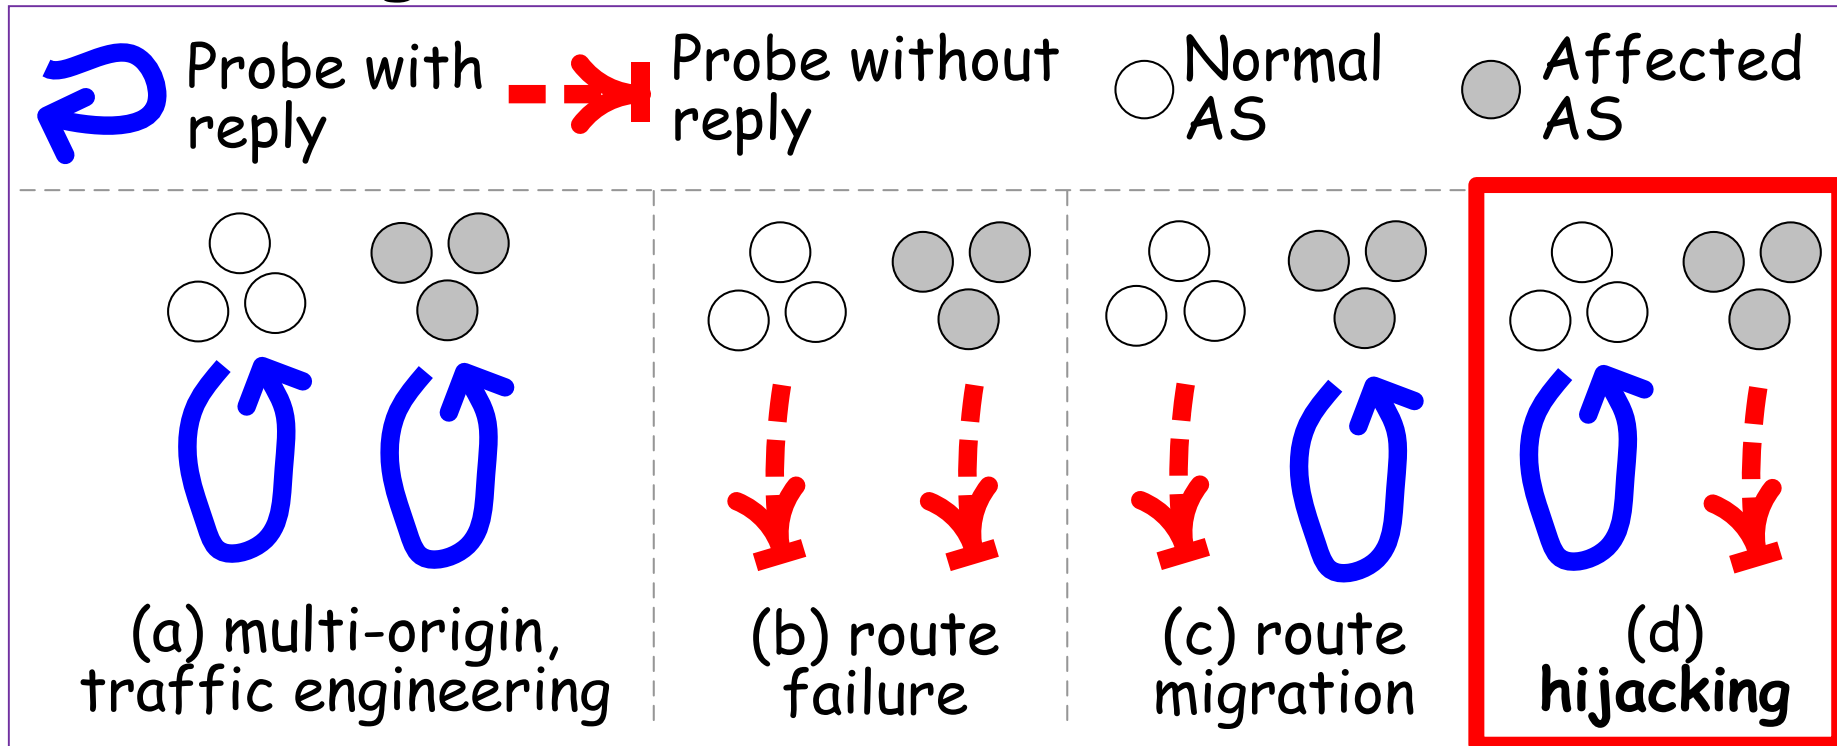 Probe with
reply
Probe without
reply
Normal
AS
Affected
AS
(a) multi-origin,
traffic engineering
(b) route
failure
(c) route
migration
(d)
hijacking